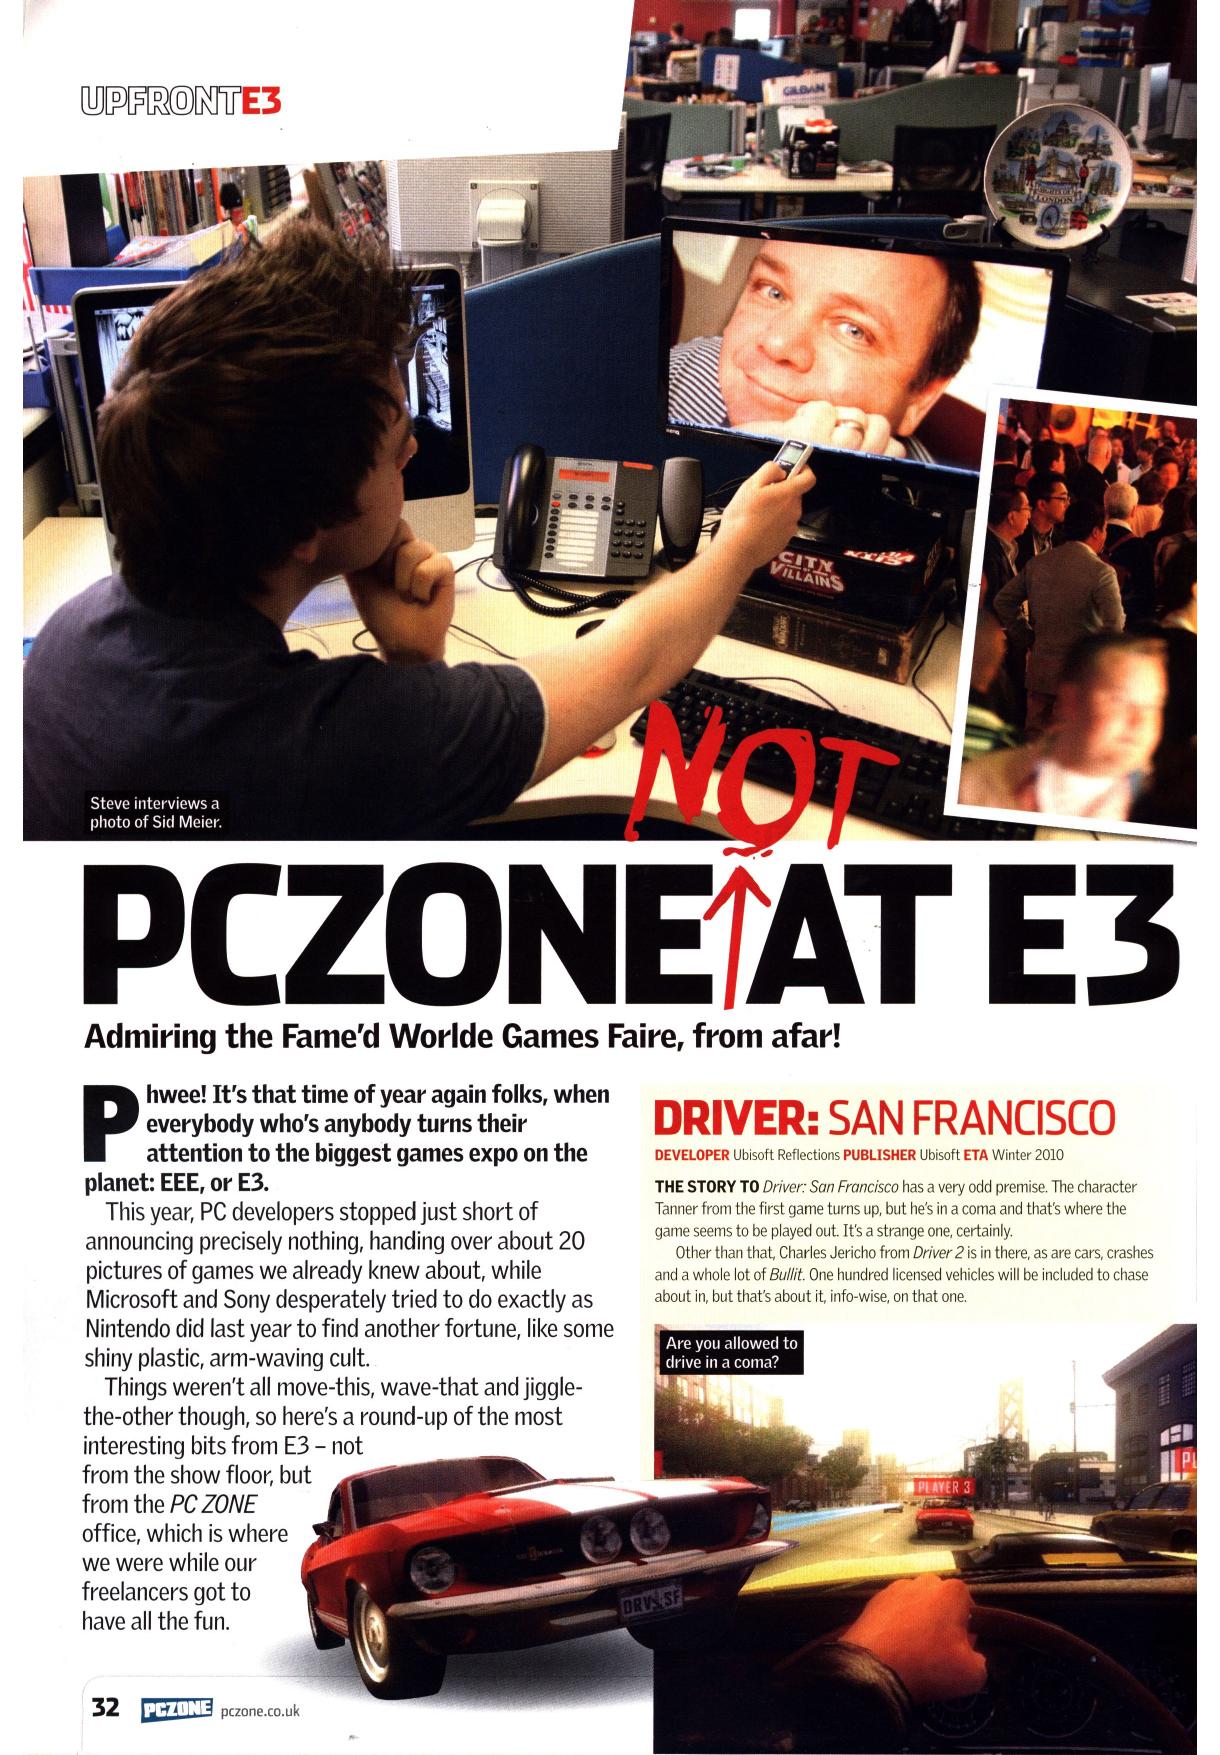 UPFRONTE3
GILBAN
SIGHTS OF
LONDON
BENQ
CITY
OF
VILLAINS
Steve interviews a
photo of Sid Meier.
NOT
PCZONE AT E3
Admiring the Fame'd Worlde Games Faire, from afar!
Phwee! It's that time of year again folks, when
everybody who's anybody turns their
attention to the biggest games expo on the
planet: EEE, or E3.
This year, PC developers stopped just short of
announcing precisely nothing, handing over about 20
pictures of games we already knew about, while
Microsoft and Sony desperately tried to do exactly as
Nintendo did last year to find another fortune, like some
shiny plastic, arm-waving cult.
Things weren't all move-this, wave-that and jiggle-
the-other though, so here's a round-up of the most
interesting bits from E3 – not
from the show floor, but
from the PC ZONE
office, which is where
we were while our
freelancers got to
have all the fun.
DRIVER: SAN FRANCISCO
DEVELOPER Ubisoft Reflections PUBLISHER Ubisoft ETA Winter 2010
THE STORY TO Driver: San Francisco has a very odd premise. The character
Tanner from the first game turns up, but he's in a coma and that's where the
game seems to be played out. It's a strange one, certainly.
Other than that, Charles Jericho from Driver 2 is in there, as are cars, crashes
and a whole lot of Bullit. One hundred licensed vehicles will be included to chase
about in, but that's about it, info-wise, on that one.
Are you allowed to
drive in a coma?
PLAYER 3
PL
DRV SF
32 PCZONE pczone.co.uk